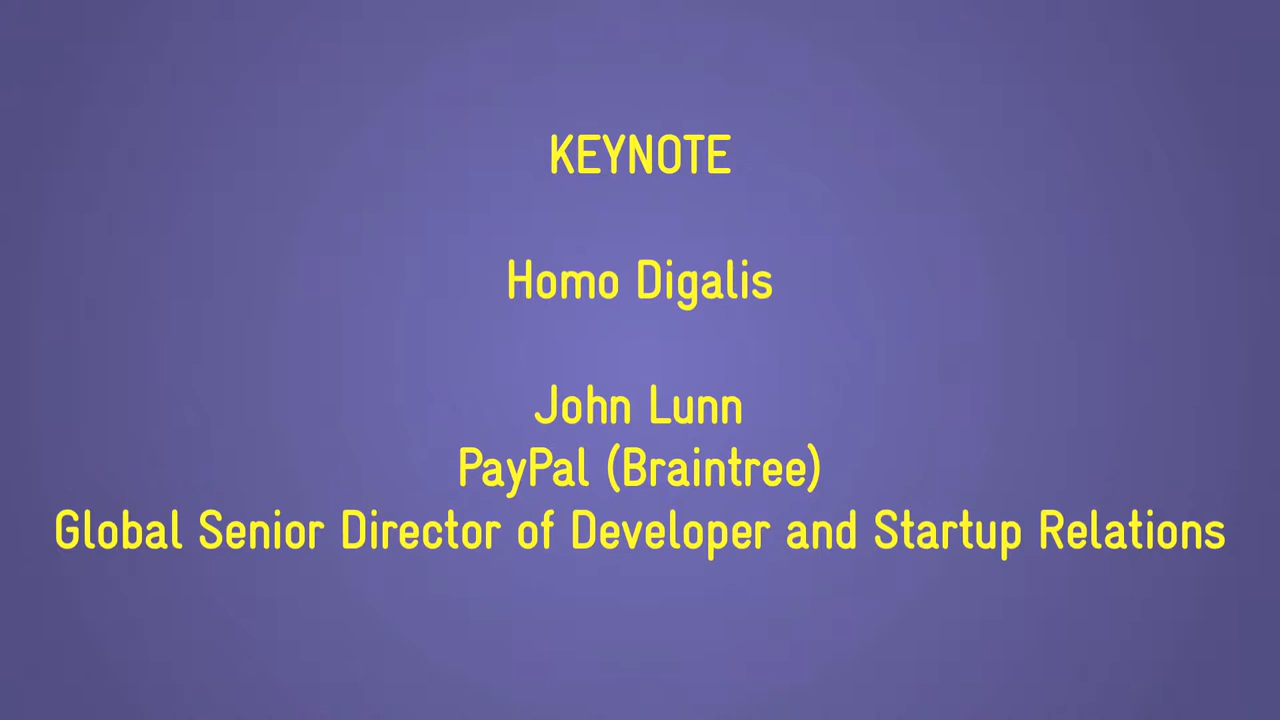 KEYNOTE
Homo Digalis
John Lunn
PayPal (Braintree)
Global Senior Director of Developer and Startup Relations